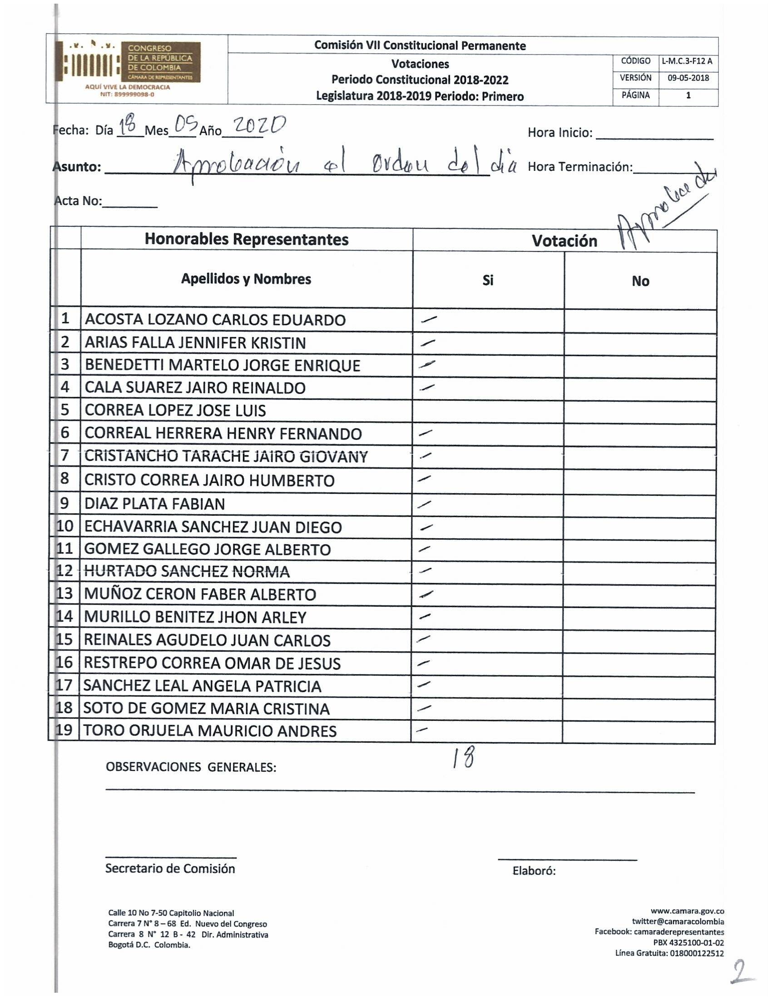 CONGRESO
DE LA REPÚBLICA
DE COLOMBIA
CÁMARA DE REPRESENTANTES
AQUÍ VIVE LA DEMOCRACIA
NIT: 899999098-0
Comisión VII Constitucional Permanente
Votaciones
Periodo Constitucional 2018-2022
Legislatura 2018-2019 Periodo: Primero
CÓDIGO L-M.C.3-F12 A
VERSIÓN 09-05-2018
PÁGINA 1
Fecha: Día 18 Mes 05 Año 2020 Hora Inicio:
Asunto: Aprobación el orden del día Hora Terminación:
Acta No:
Aprobado
Honorables Representantes Votación
Apellidos y Nombres Si No
1 ACOSTA LOZANO CARLOS EDUARDO —
2 ARIAS FALLA JENNIFER KRISTIN —
3 BENEDETTI MARTELO JORGE ENRIQUE —
4 CALA SUAREZ JAIRO REINALDO —
5 CORREA LOPEZ JOSE LUIS
6 CORREAL HERRERA HENRY FERNANDO —
7 CRISTANCHO TARACHE JAIRO GIOVANY —
8 CRISTO CORREA JAIRO HUMBERTO —
9 DIAZ PLATA FABIAN —
10 ECHAVARRIA SANCHEZ JUAN DIEGO —
11 GOMEZ GALLEGO JORGE ALBERTO —
12 HURTADO SANCHEZ NORMA —
13 MUÑOZ CERON FABER ALBERTO —
14 MURILLO BENITEZ JHON ARLEY —
15 REINALES AGUDELO JUAN CARLOS —
16 RESTREPO CORREA OMAR DE JESUS —
17 SANCHEZ LEAL ANGELA PATRICIA —
18 SOTO DE GOMEZ MARIA CRISTINA —
19 TORO ORJUELA MAURICIO ANDRES —
18
OBSERVACIONES GENERALES:
Secretario de Comisión
Elaboró:
Calle 10 No 7-50 Capitolio Nacional
Carrera 7 N° 8 – 68 Ed. Nuevo del Congreso
Carrera 8 N° 12 B - 42 Dir. Administrativa
Bogotá D.C. Colombia.
www.camara.gov.co
twitter@camaracolombia
Facebook: camaraderepresentantes
PBX 4325100-01-02
Línea Gratuita: 018000122512
2